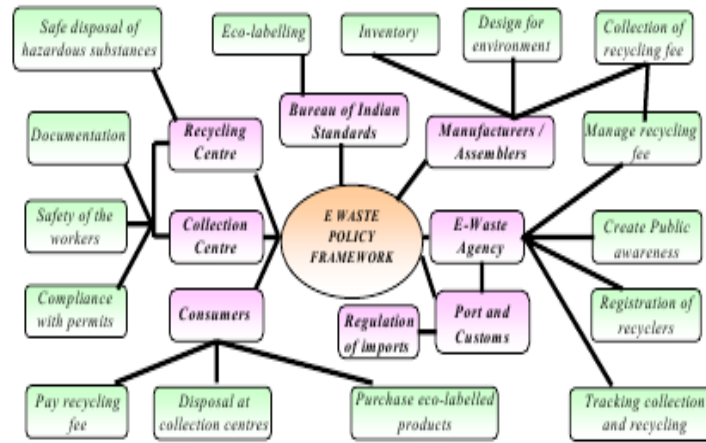 Safe disposal of
hazardous substances
Eco-labelling
Inventory
Design for
environment
Collection of
recycling fee
Documentation
Recycling
Centre
Bureau of Indian
Standards
Manufacturers /
Assemblers
Manage recycling
fee
Safety of the
workers
Collection
Centre
E WASTE
POLICY
FRAMEWORK
E-Waste
Agency
Create Public
awareness
Compliance
with permits
Consumers
Regulation
of imports
Port and
Customs
Registration of
recyclers
Pay recycling
fee
Disposal at
collection centres
Purchase eco-labelled
products
Tracking collection
and recycling